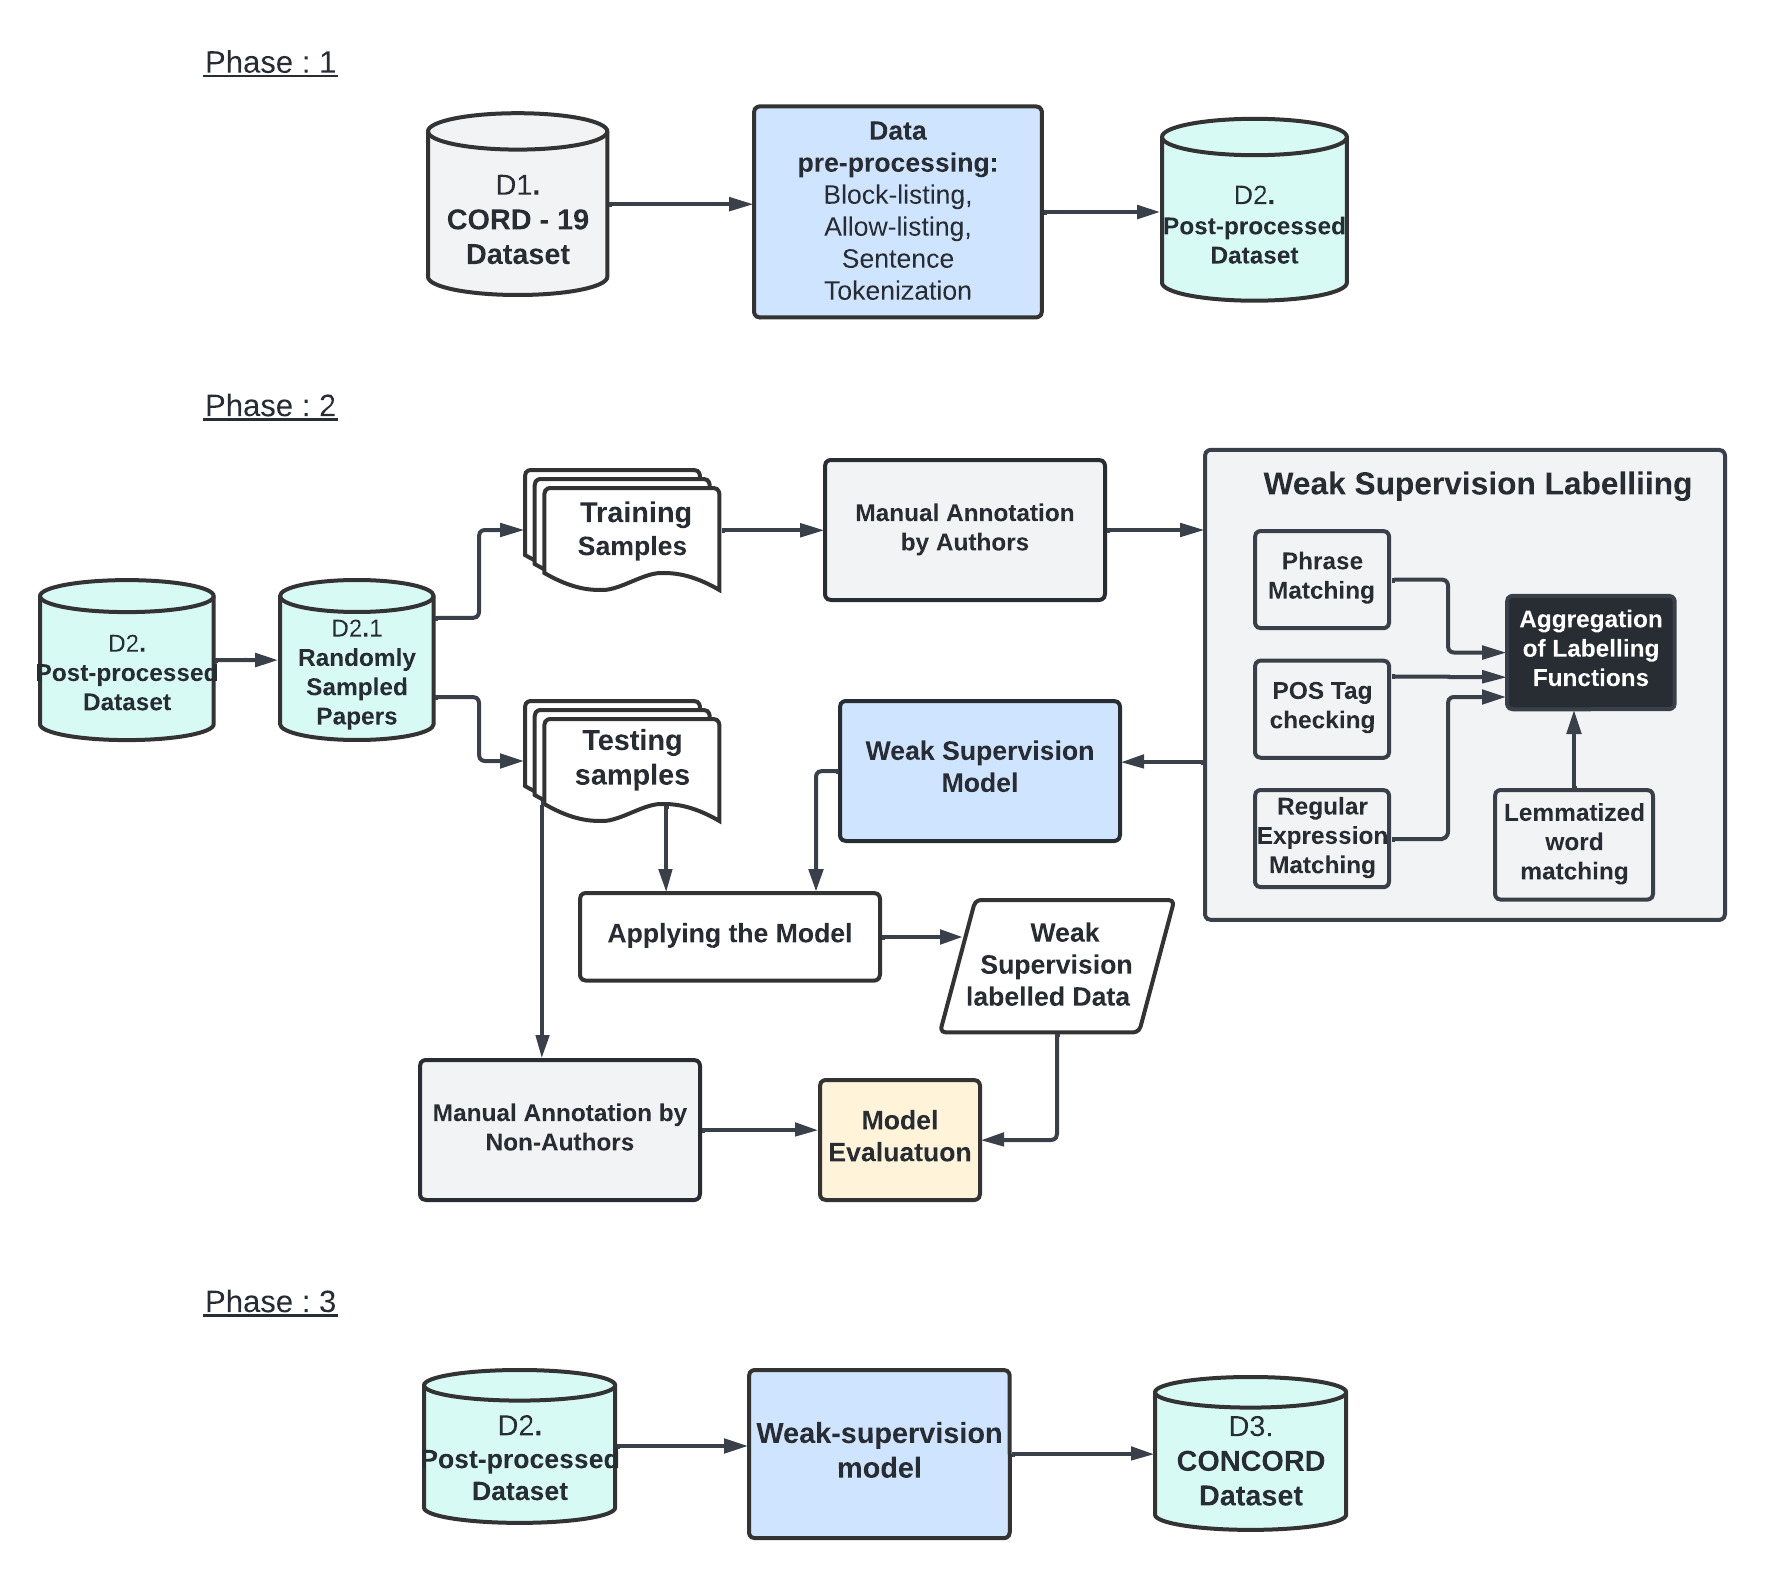 Phase : 1
D1.
CORD - 19
Dataset
Data
pre-processing:
Block-listing,
Allow-listing,
Sentence
Tokenization
D2.
Post-processed
Dataset
Phase : 2
D2.
Post-processed
Dataset
D2.1
Randomly
Sampled
Papers
Training
Samples
Manual Annotation
by Authors
Weak Supervision Labelliing
Phrase
Matching
POS Tag
checking
Regular
Expression
Matching
Aggregation
of Labelling
Functions
Lemmatized
word
matching
Testing
samples
Weak Supervision
Model
Applying the Model
Weak
Supervision
labelled Data
Manual Annotation by
Non-Authors
Model
Evaluatuon
Phase : 3
D2.
Post-processed
Dataset
Weak-supervision
model
D3.
CONCORD
Dataset